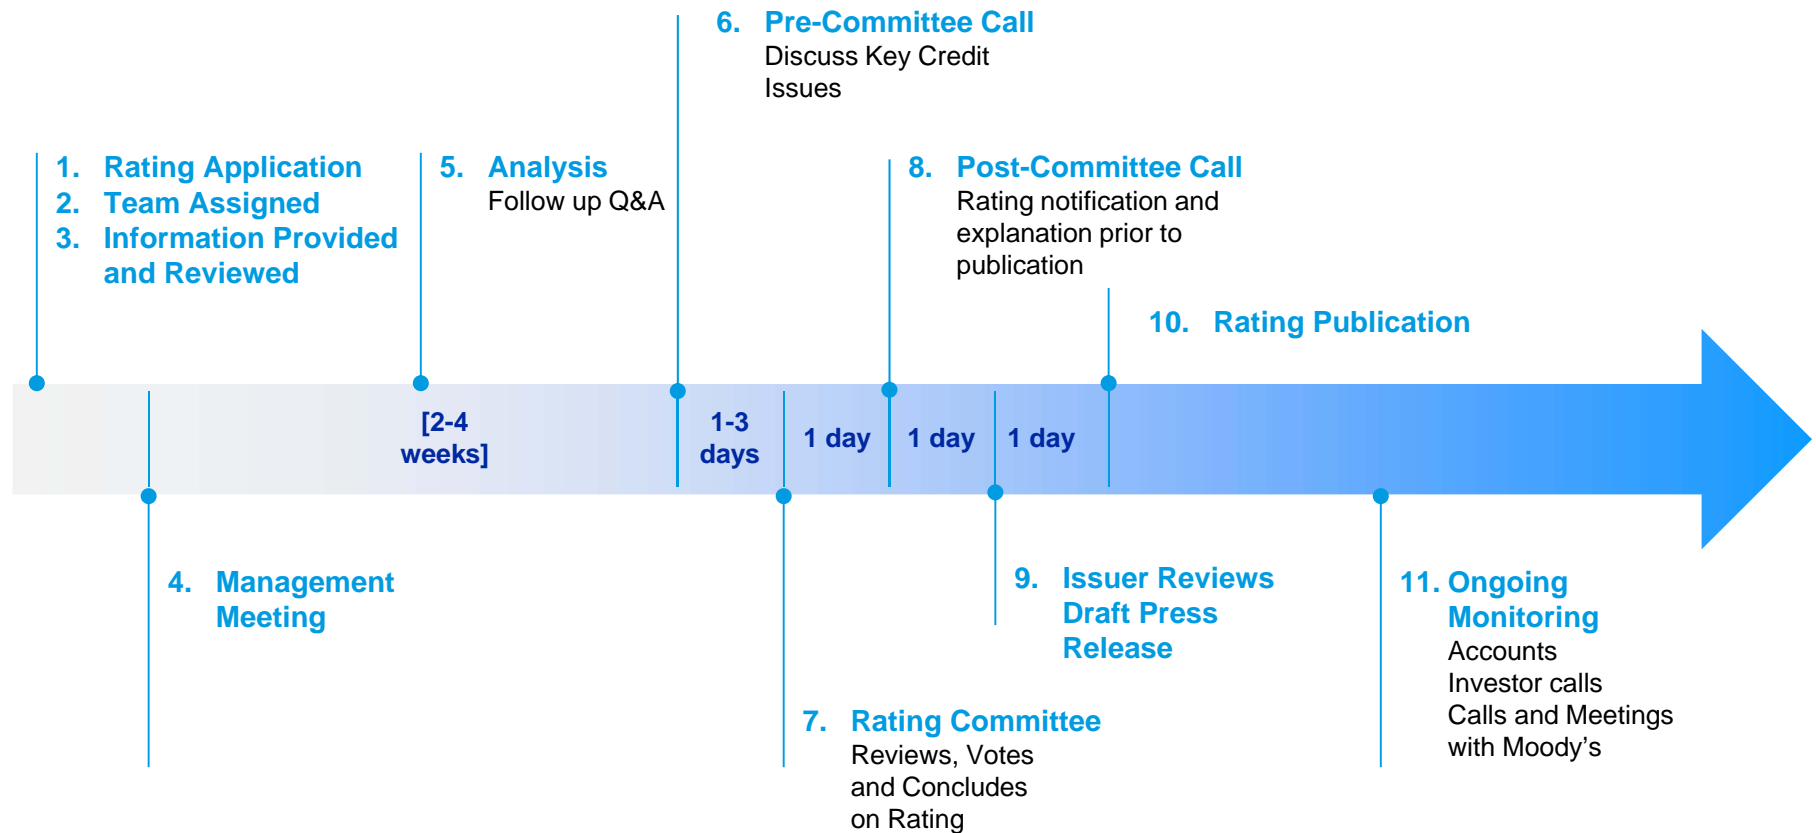 6. Pre-Committee Call
Discuss Key Credit
Issues
1. Rating Application
2. Team Assigned
3. Information Provided
and Reviewed
5. Analysis
Follow up Q&A
8. Post-Committee Call
Rating notification and
explanation prior to
publication
10. Rating Publication
[2-4
weeks]
1-3
days
1 day
1 day
1 day
4. Management
Meeting
9. Issuer Reviews
Draft Press
Release
11. Ongoing
Monitoring
Accounts
Investor calls
Calls and Meetings
with Moody’s
7. Rating Committee
Reviews, Votes
and Concludes
on Rating